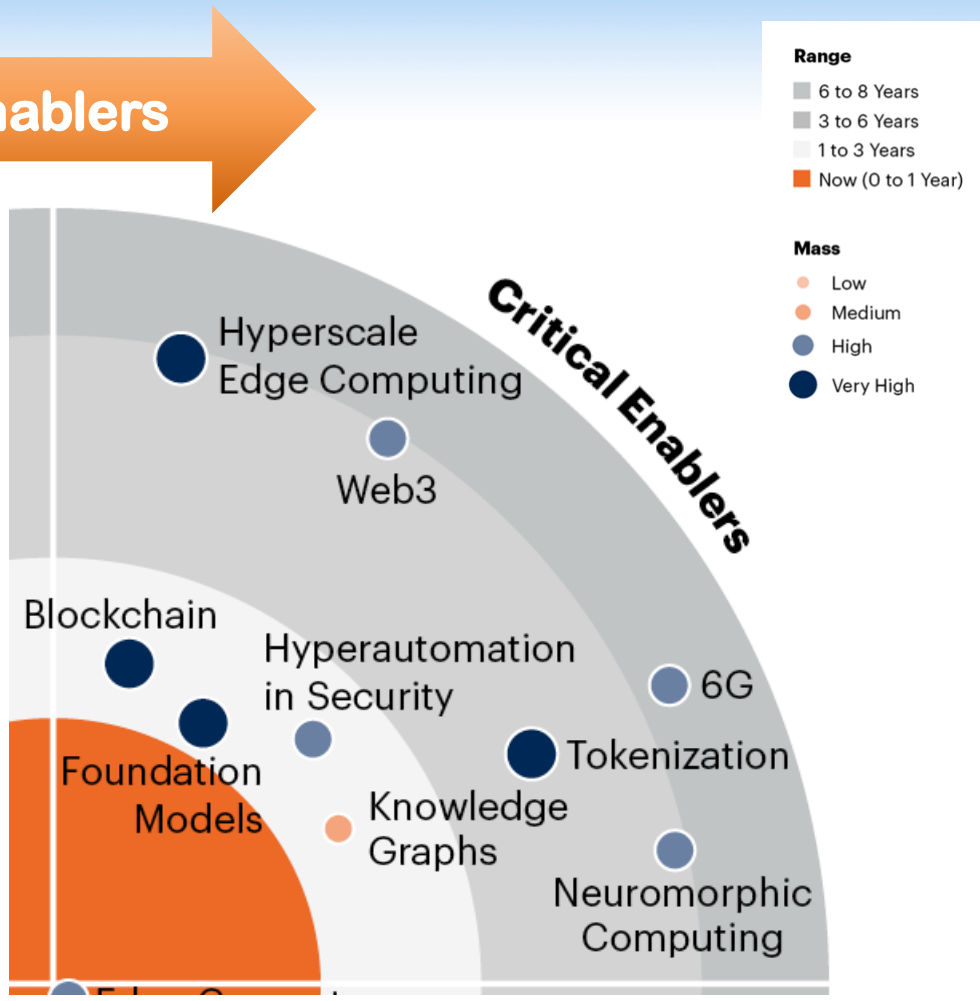 nablers
Range
6 to 8 Years
3 to 6 Years
1 to 3 Years
Now (0 to 1 Year)
Mass
Low
Medium
High
Very High
Critical Enablers
Hyperscale
Edge Computing
Web3
Blockchain
Hyperautomation
in Security
6G
Tokenization
Foundation
Models
Knowledge
Graphs
Neuromorphic
Computing